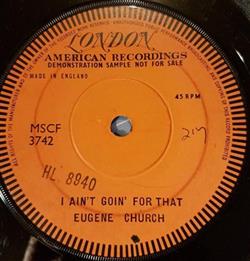 LONDON
AMERICAN RECORDINGS
DEMONSTRATION SAMPLE NOT FOR SALE
MADE IN ENGLAND
45 RPM
MSCF
3742
HL 8940
I AIN'T GOIN' FOR THAT
EUGENE CHURCH